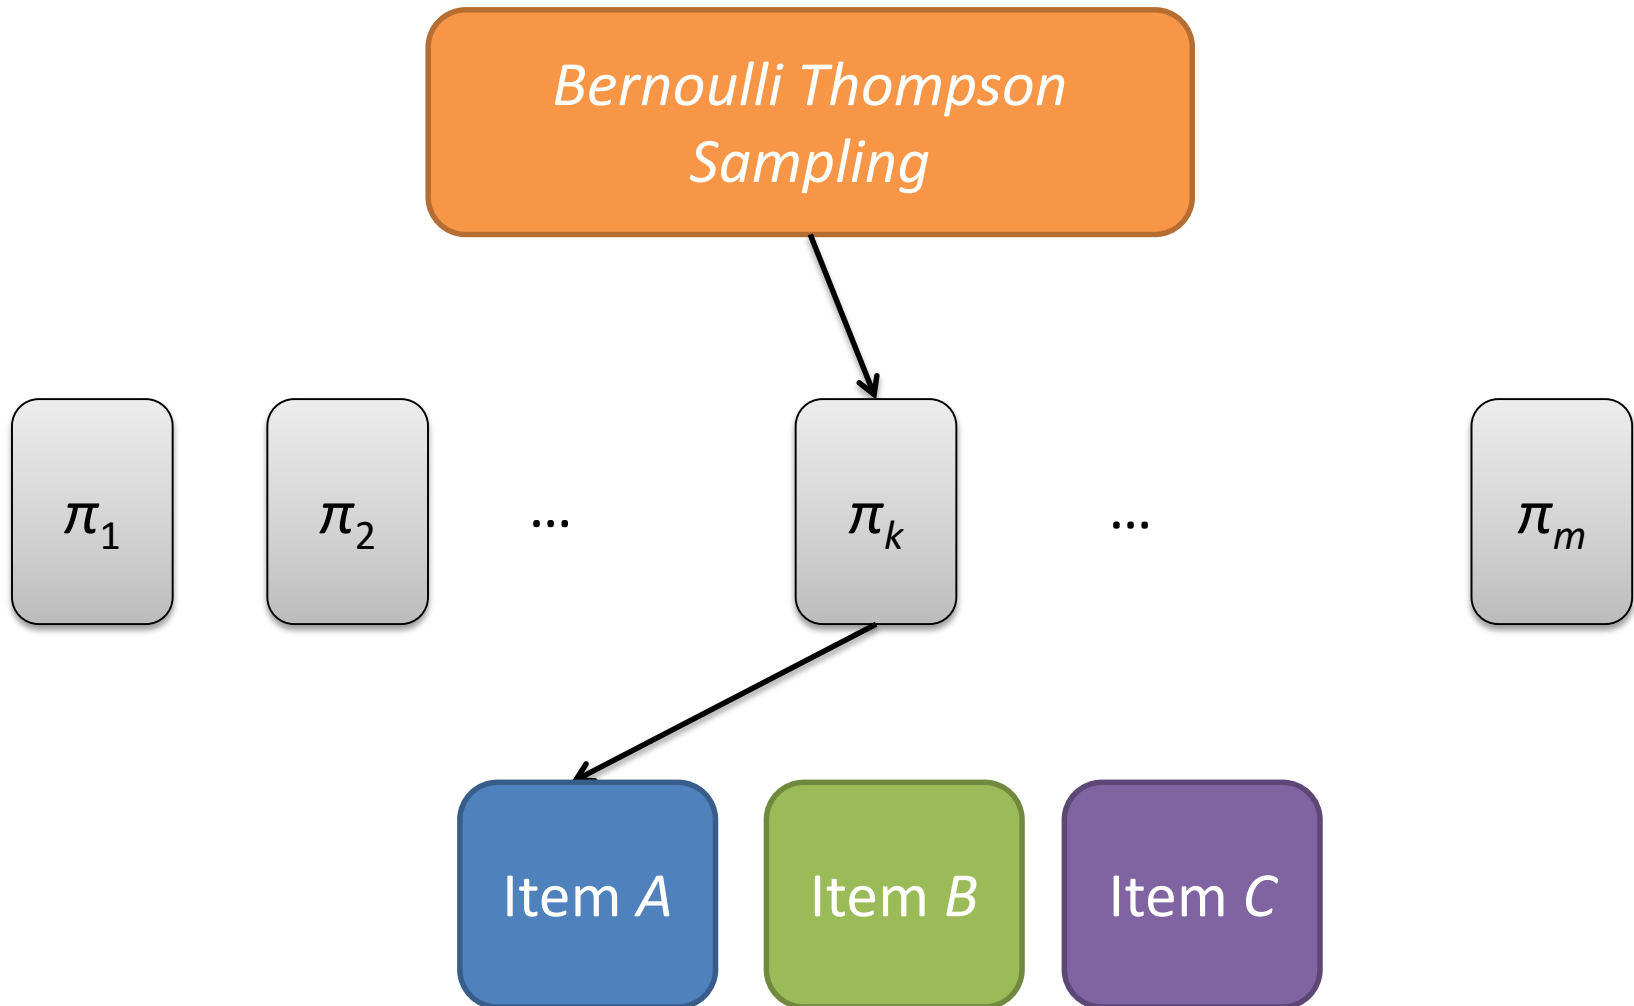 Bernoulli Thompson
Sampling
π1 π2 ... πk ... πm
Item A Item B Item C